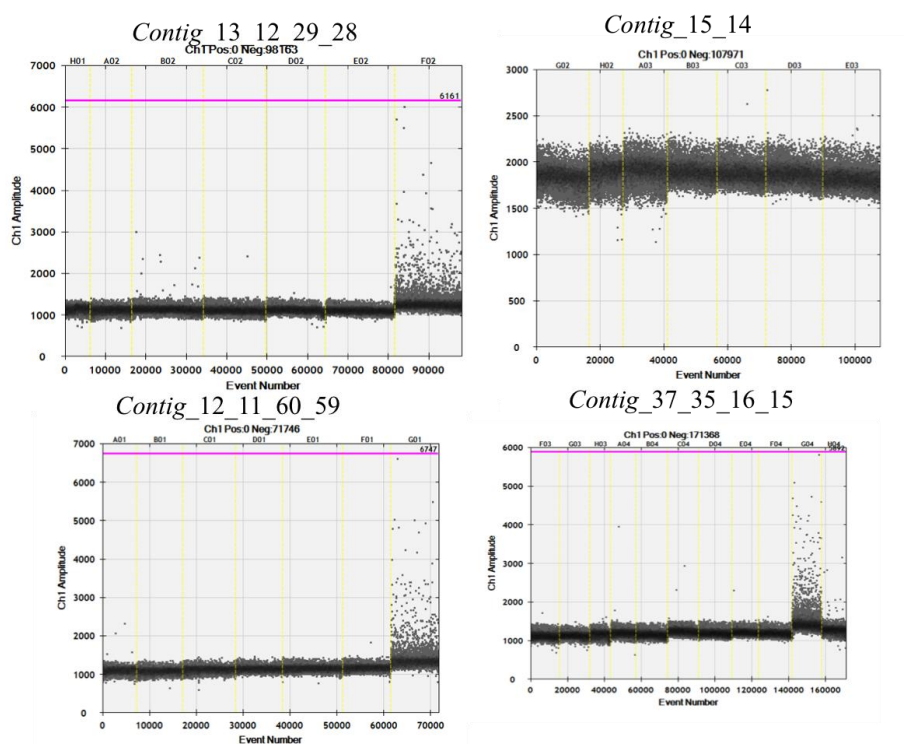 Contig_13_12_29_28
Ch1 Pos:0 Neg:98163
H01 A02 B02 C02 D02 E02 F02
6161
7000
6000
5000
4000
3000
2000
1000
0
Ch1 Amplitude
0 10000 20000 30000 40000 50000 60000 70000 80000 90000
Event Number
Contig_15_14
Ch1 Pos:0 Neg:107971
G02 H02 A03 B03 C03 D03 E03
3000
2500
2000
1500
1000
500
0
Ch1 Amplitude
0 20000 40000 60000 80000 100000
Event Number
Contig_12_11_60_59
Ch1 Pos:0 Neg:71746
A01 B01 C01 D01 E01 F01 G01
6747
7000
6000
5000
4000
3000
2000
1000
0
Ch1 Amplitude
0 10000 20000 30000 40000 50000 60000 70000
Event Number
Contig_37_35_16_15
Ch1 Pos:0 Neg:171368
F03 G03 H03 A04 B04 C04 D04 E04 F04 G04 H04
6000
5000
4000
3000
2000
1000
0
Ch1 Amplitude
0 20000 40000 60000 80000 100000 120000 140000 160000
Event Number